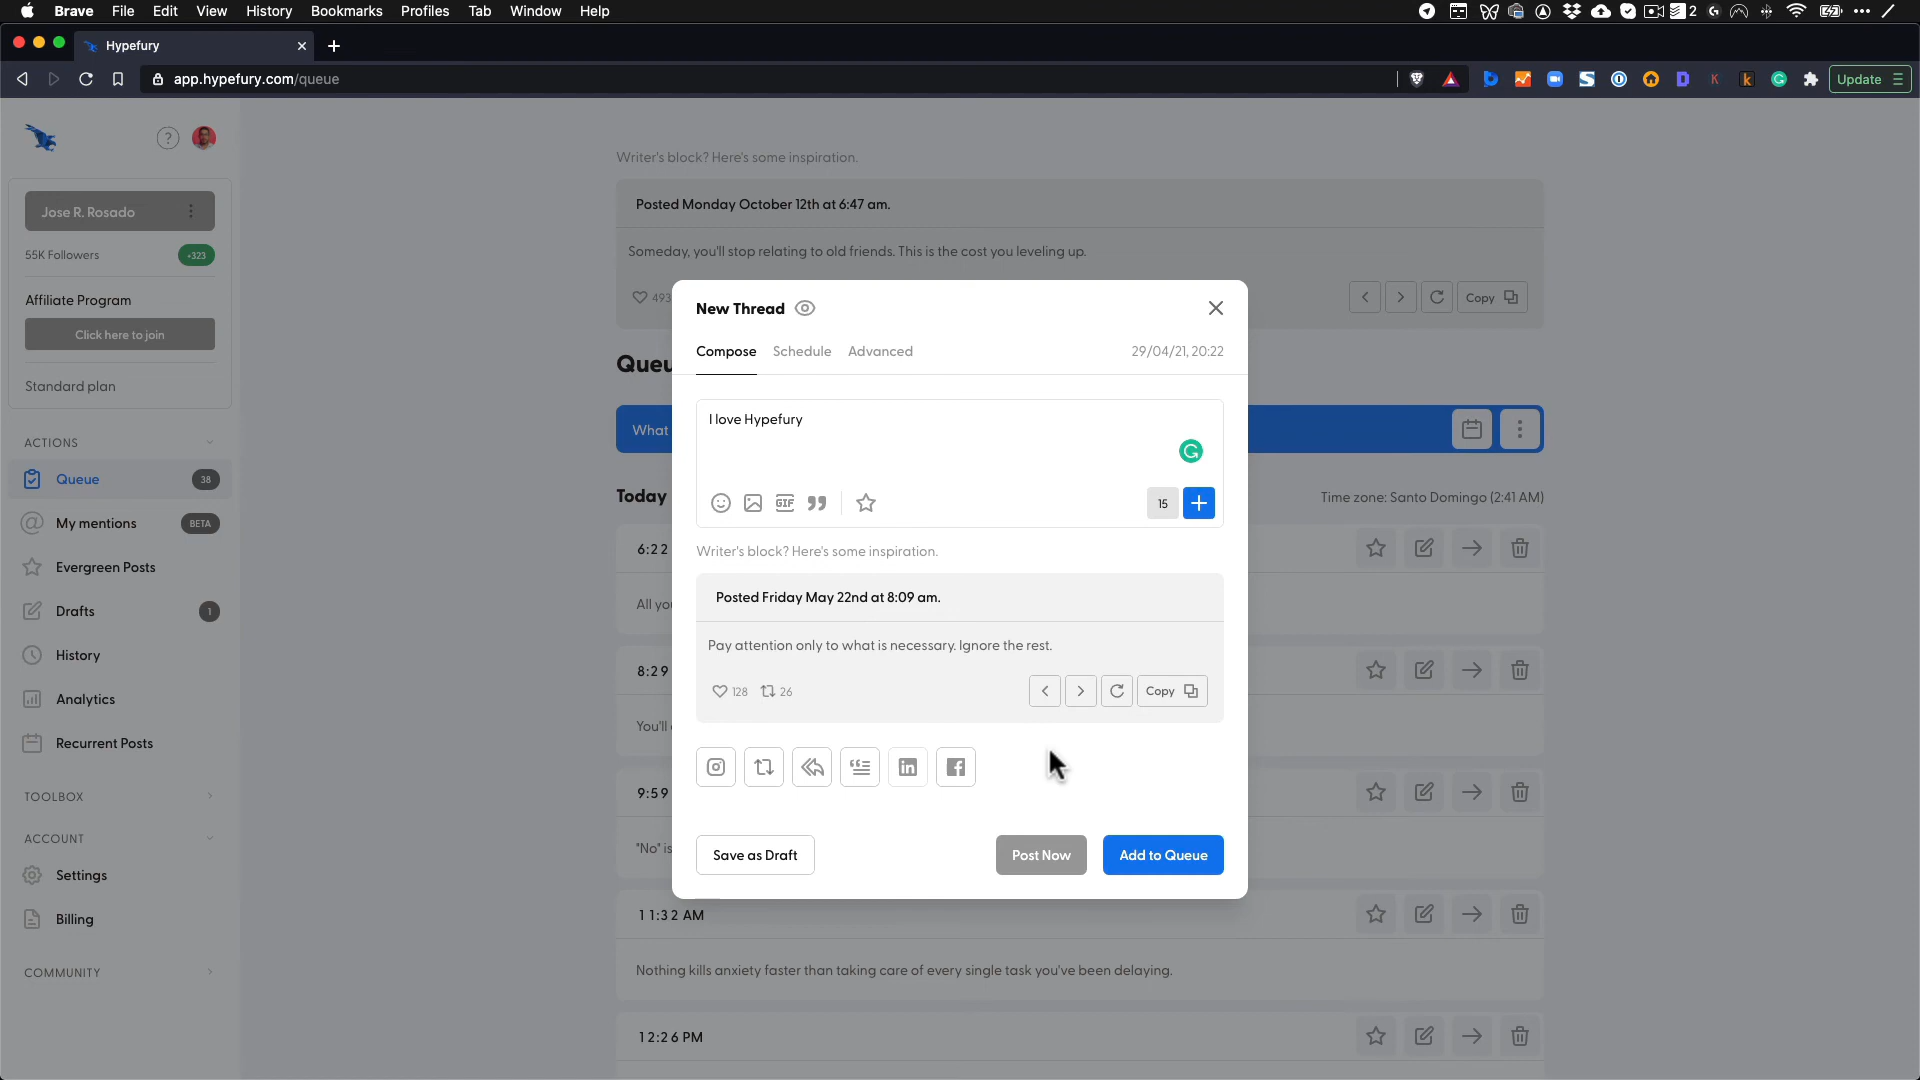 Brave File Edit View History Bookmarks Profiles Tab Window Help
2
Hypefury
app.hypefury.com/queue
Update
Jose R. Rosado
55K Followers
+323
Affiliate Program
Click here to join
Standard plan
ACTIONS
Queue 38
My mentions BETA
Evergreen Posts
Drafts 1
History
Analytics
Recurrent Posts
TOOLBOX
ACCOUNT
Settings
Billing
COMMUNITY
Writer's block? Here's some inspiration.
Posted Monday October 12th at 6:47 am.
Someday, you'll stop relating to old friends. This is the cost you leveling up.
493
Copy
Queu
What
Today
Time zone: Santo Domingo (2:41 AM)
6:22
All you
8:29
You'll
9:59
"No" is
11:32 AM
Nothing kills anxiety faster than taking care of every single task you've been delaying.
12:26 PM
New Thread
Compose Schedule Advanced
29/04/21, 20:22
I love Hypefury
GIF
15
Writer's block? Here's some inspiration.
Posted Friday May 22nd at 8:09 am.
Pay attention only to what is necessary. Ignore the rest.
128 26
Copy
Save as Draft
Post Now
Add to Queue